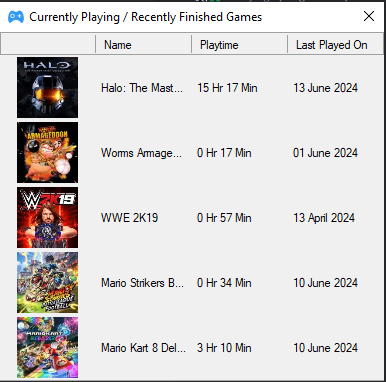 Currently Playing / Recently Finished Games
Name Playtime Last Played On
HALO
Halo: The Mast... 15 Hr 17 Min 13 June 2024
ARMAGEDDON
Worms Armage... 0 Hr 17 Min 01 June 2024
W 2K19
WWE 2K19 0 Hr 57 Min 13 April 2024
Mario Strikers B... 0 Hr 34 Min 10 June 2024
MARIOKART
Mario Kart 8 Del... 3 Hr 10 Min 10 June 2024